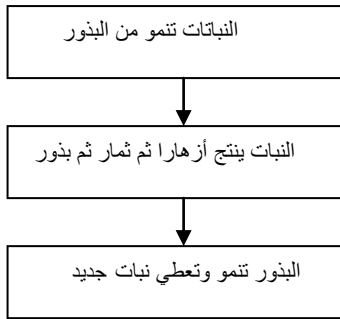 النباتات تنمو من البذور
النبات ينتج أزهارا ثم ثمار ثم بذور
البذور تنمو وتعطي نبات جديد